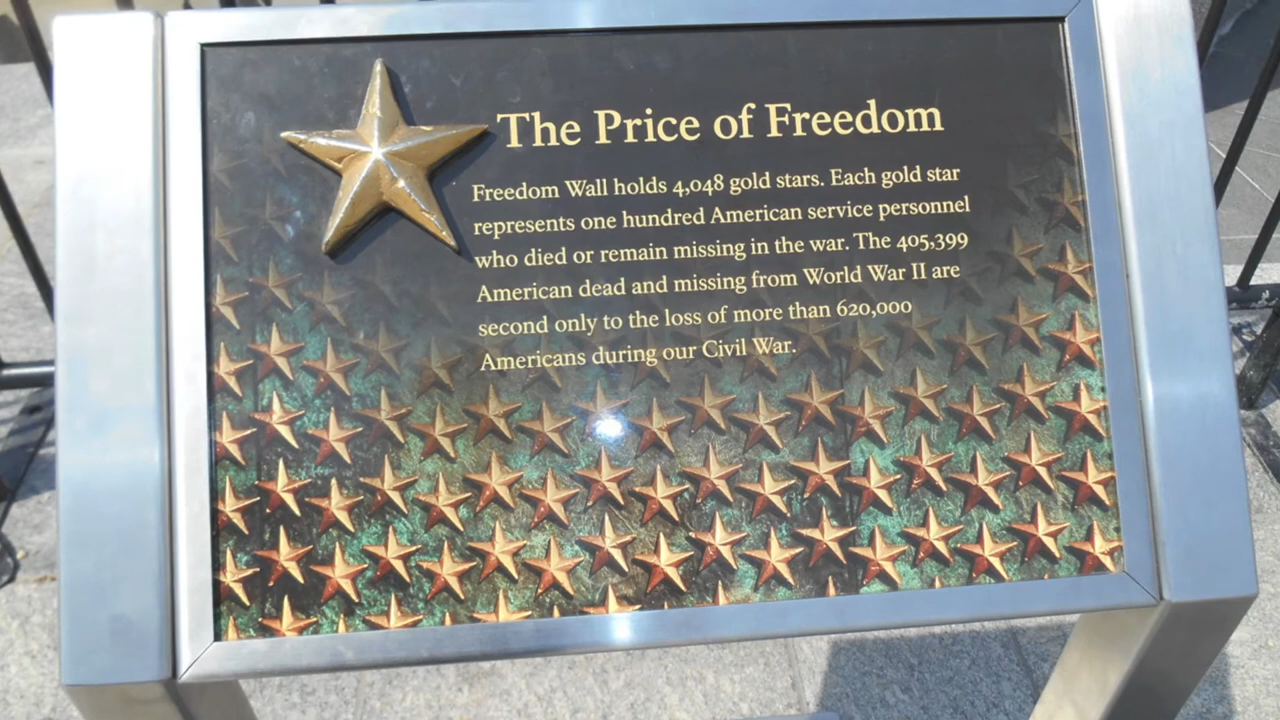 The Price of Freedom
Freedom Wall holds 4,048 gold stars. Each gold star
represents one hundred American service personnel
who died or remain missing in the war. The 405,399
American dead and missing from World War II are
second only to the loss of more than 620,000
Americans during our Civil War.